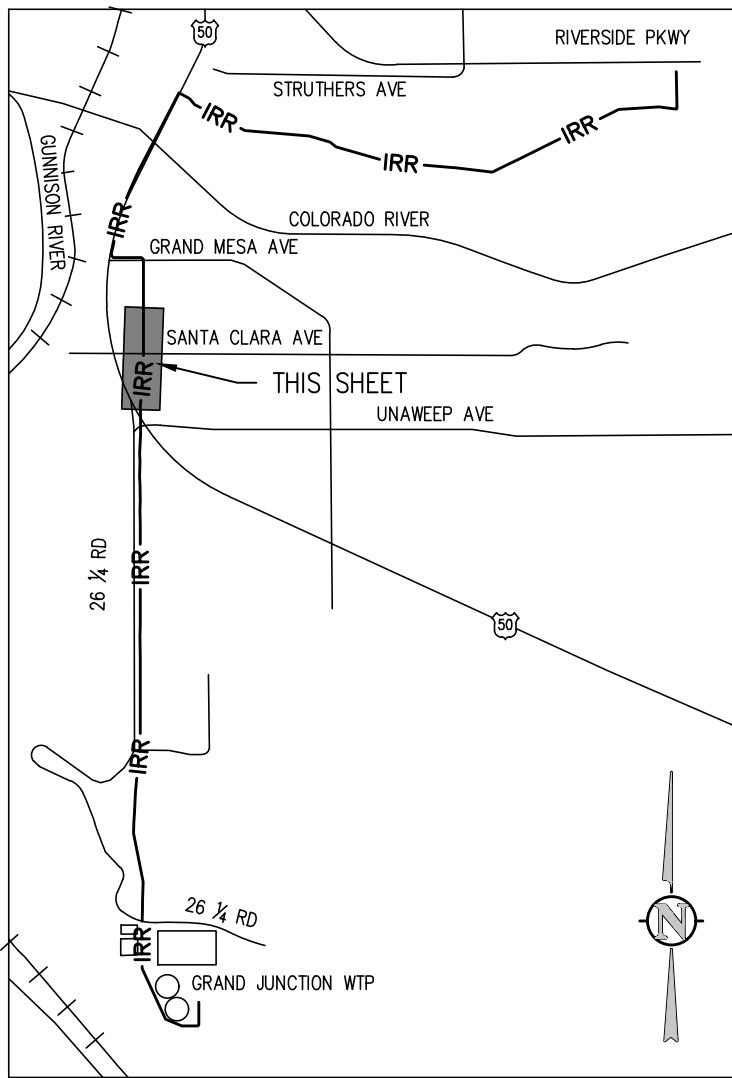 50
RIVERSIDE PKWY
STRUTHERS AVE
IRR
IRR
IRR
GUNNISON RIVER
IRR
COLORADO RIVER
GRAND MESA AVE
SANTA CLARA AVE
IRR
THIS SHEET
UNAWEEP AVE
26 ¼ RD
IRR
50
IRR
26 ¼ RD
IRR
N
GRAND JUNCTION WTP